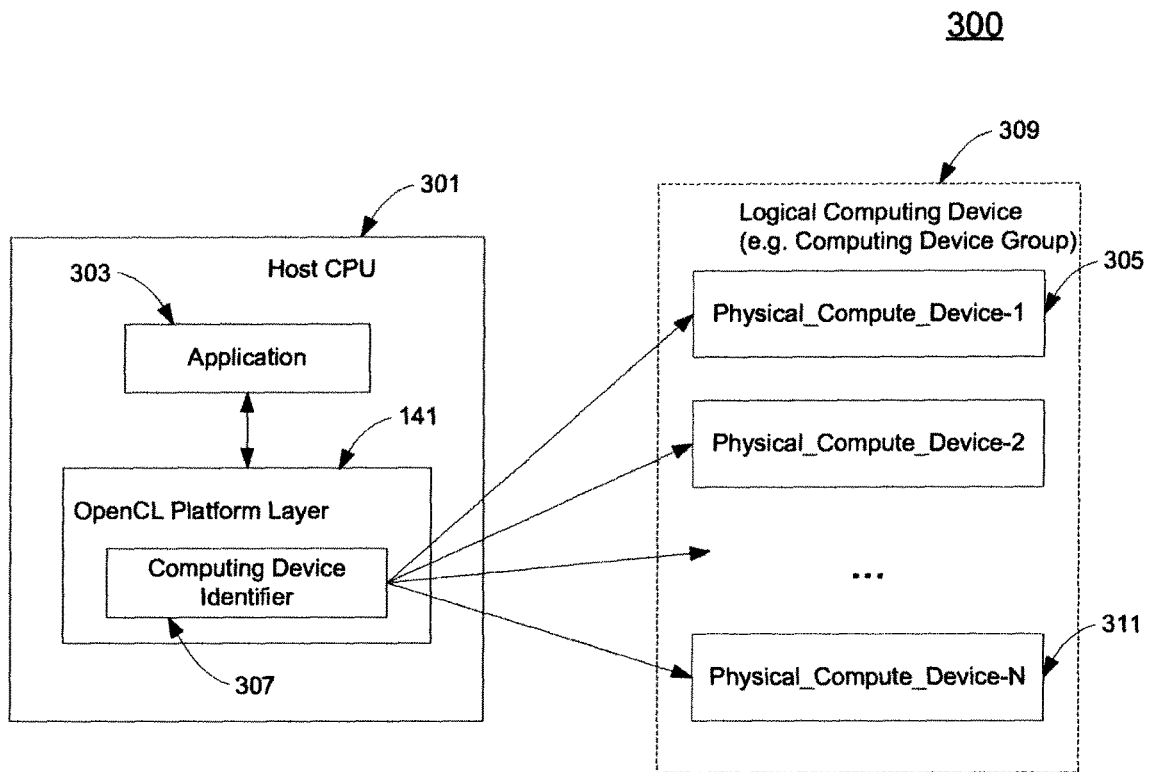 300
309
301
Logical Computing Device
(e.g. Computing Device Group)
303
Host CPU
305
Physical_Compute_Device-1
Application
141
Physical_Compute_Device-2
OpenCL Platform Layer
Computing Device
Identifier
...
307
311
Physical_Compute_Device-N